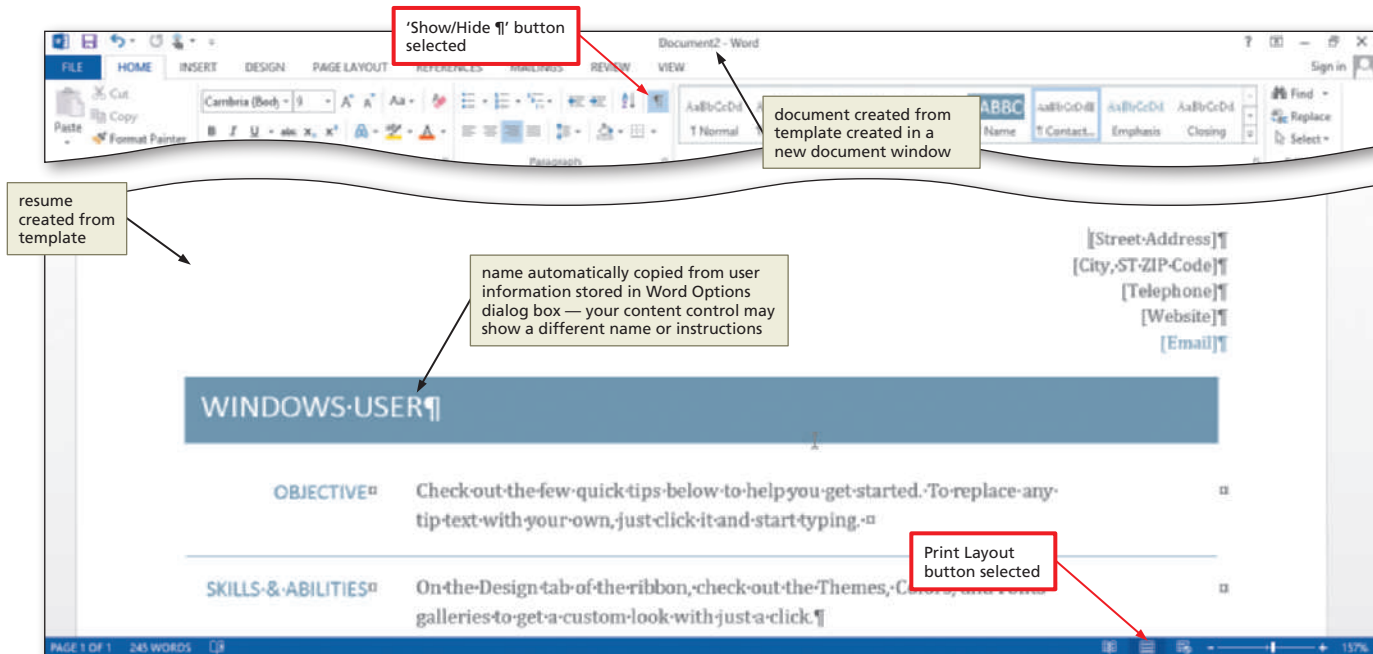 'Show/Hide ¶' button
selected
Document2 - Word
FILE HOME INSERT DESIGN PAGE LAYOUT REFERENCES MAILINGS REVIEW VIEW
Sign in
Cut
Copy
Format Painter
Paste
Cambria (Body 9
Paragraph
AaBbCcDd
¶ Normal
ABBC
Name
AaBbCcDdE
¶ Contact...
AaBbCcDd
Emphasis
AaBbCcDd
Closing
Find
Replace
Select
document created from
template created in a
new document window
resume
created from
template
[Street·Address]¶
[City,·ST·ZIP·Code]¶
[Telephone]¶
[Website]¶
[Email]¶
name automatically copied from user
information stored in Word Options
dialog box — your content control may
show a different name or instructions
WINDOWS·USER¶
OBJECTIVE¤
Check·out·the·few·quick·tips·below·to·help·you·get·started.·To·replace·any·
tip·text·with·your·own,·just·click·it·and·start·typing.·¤
¤
Print Layout
button selected
SKILLS·&·ABILITIES¤
On·the·Design·tab·of·the·ribbon,·check·out·the·Themes,·
galleries·to·get·a·custom·look·with·just·a·click.¶
¤
PAGE 1 OF 1 245 WORDS
157%